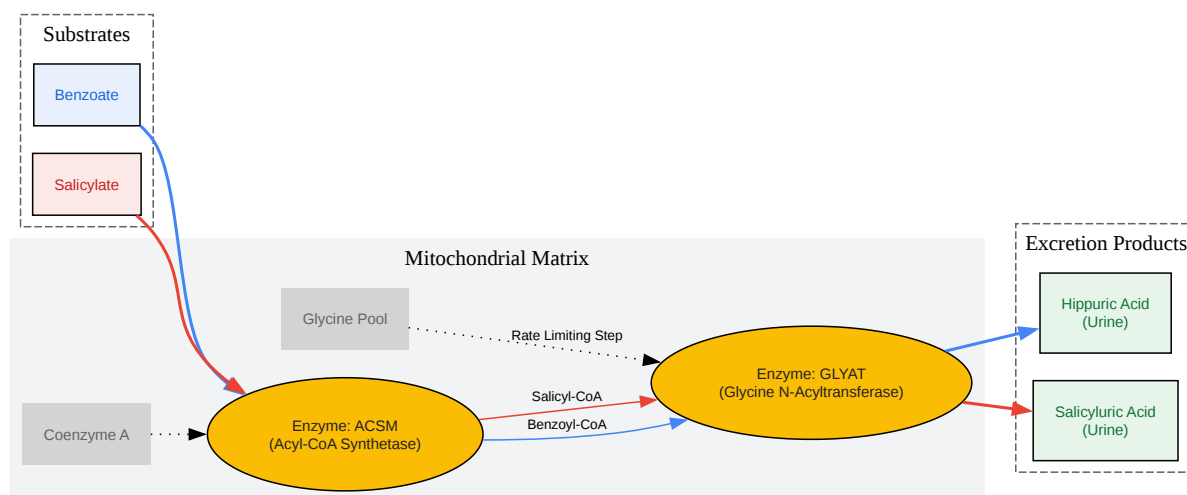 Substrates
Benzoate
Salicylate
Mitochondrial Matrix
Glycine Pool
Rate Limiting Step
Coenzyme A
Enzyme: ACSM
(Acyl-CoA Synthetase)
Salicyl-CoA
Benzoyl-CoA
Enzyme: GLYAT
(Glycine N-Acyltransferase)
Excretion Products
Hippuric Acid
(Urine)
Salicyluric Acid
(Urine)